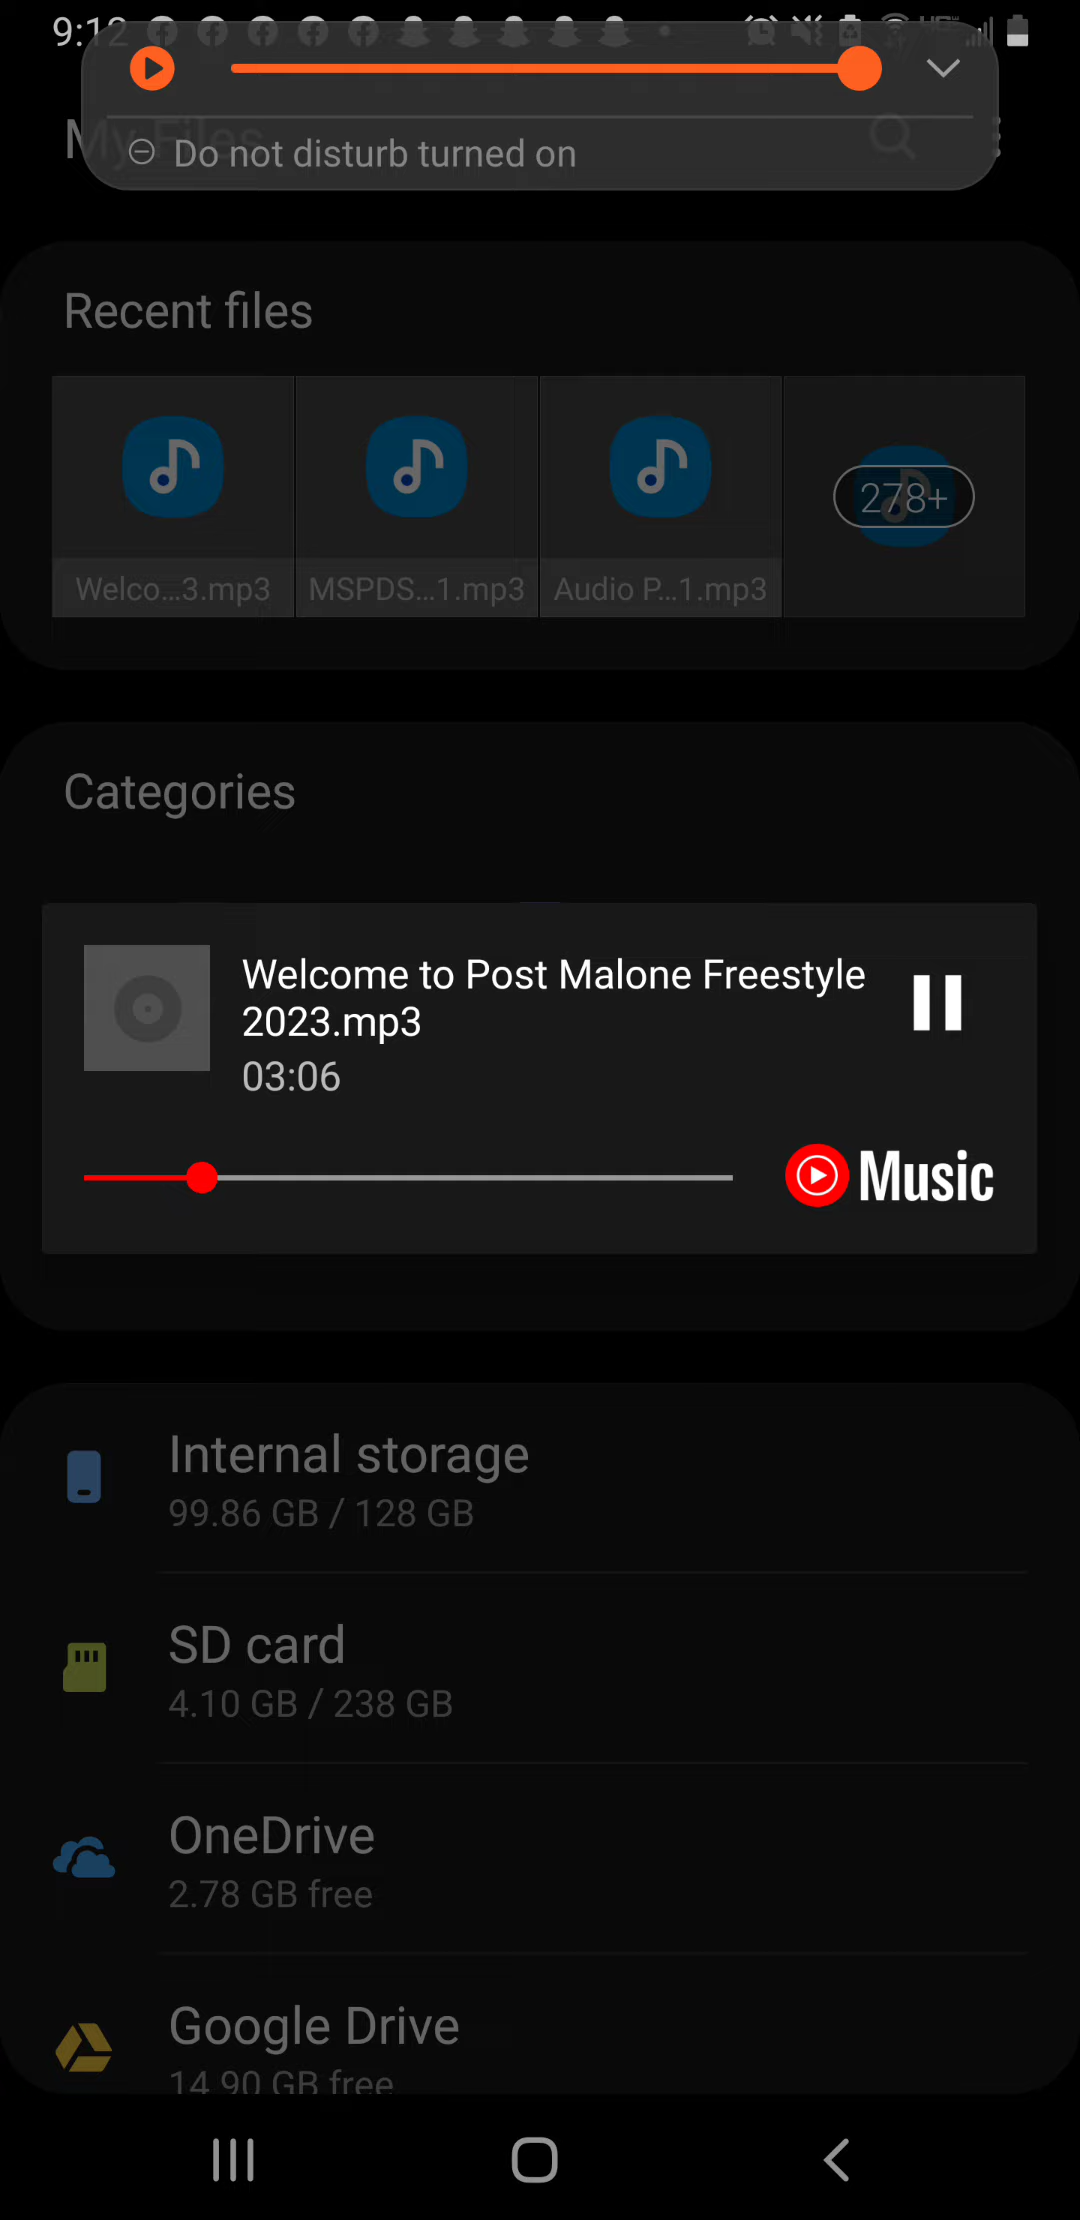 9:12
My Files
Do not disturb turned on
Recent files
Welco...3.mp3
MSPDS...1.mp3
Audio P...1.mp3
278+
Categories
Welcome to Post Malone Freestyle
2023.mp3
03:06
Music
Internal storage
99.86 GB / 128 GB
SD card
4.10 GB / 238 GB
OneDrive
2.78 GB free
Google Drive
14.90 GB free